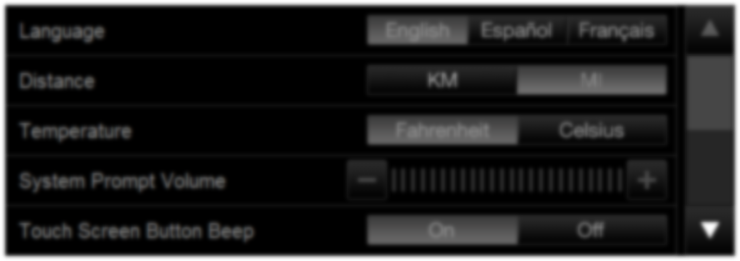 Language English Español Français
Distance KM MI
Temperature Fahrenheit Celsius
System Prompt Volume − +
Touch Screen Button Beep On Off